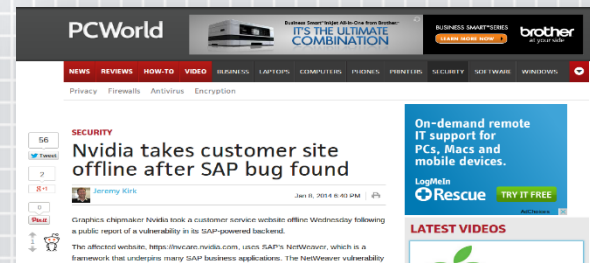 PCWorld
Business Smart™ Inkjet All-in-One from Brother
IT'S THE ULTIMATE
COMBINATION
BUSINESS SMART™SERIES
LEARN MORE NOW
brother
at your side
NEWS REVIEWS HOW-TO VIDEO BUSINESS LAPTOPS COMPUTERS PHONES PRINTERS SECURITY SOFTWARE WINDOWS
Privacy Firewalls Antivirus Encryption
56
Tweet
2
+1
0
Pin it
SECURITY
Nvidia takes customer site
offline after SAP bug found
Jeremy Kirk
Jan 8, 2014 6:40 PM
Graphics chipmaker Nvidia took a customer service website offline Wednesday following
a public report of a vulnerability in its SAP-powered backend.
The affected website, https://nvcare.nvidia.com, uses SAP's NetWeaver, which is a
framework that underpins many SAP business applications. The NetWeaver vulnerability
On-demand remote
IT support for
PCs, Macs and
mobile devices.
LogMeIn
Rescue
TRY IT FREE
AdChoices
LATEST VIDEOS